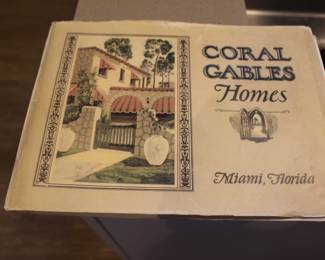 CORAL
GABLES
Homes
Miami, Florida